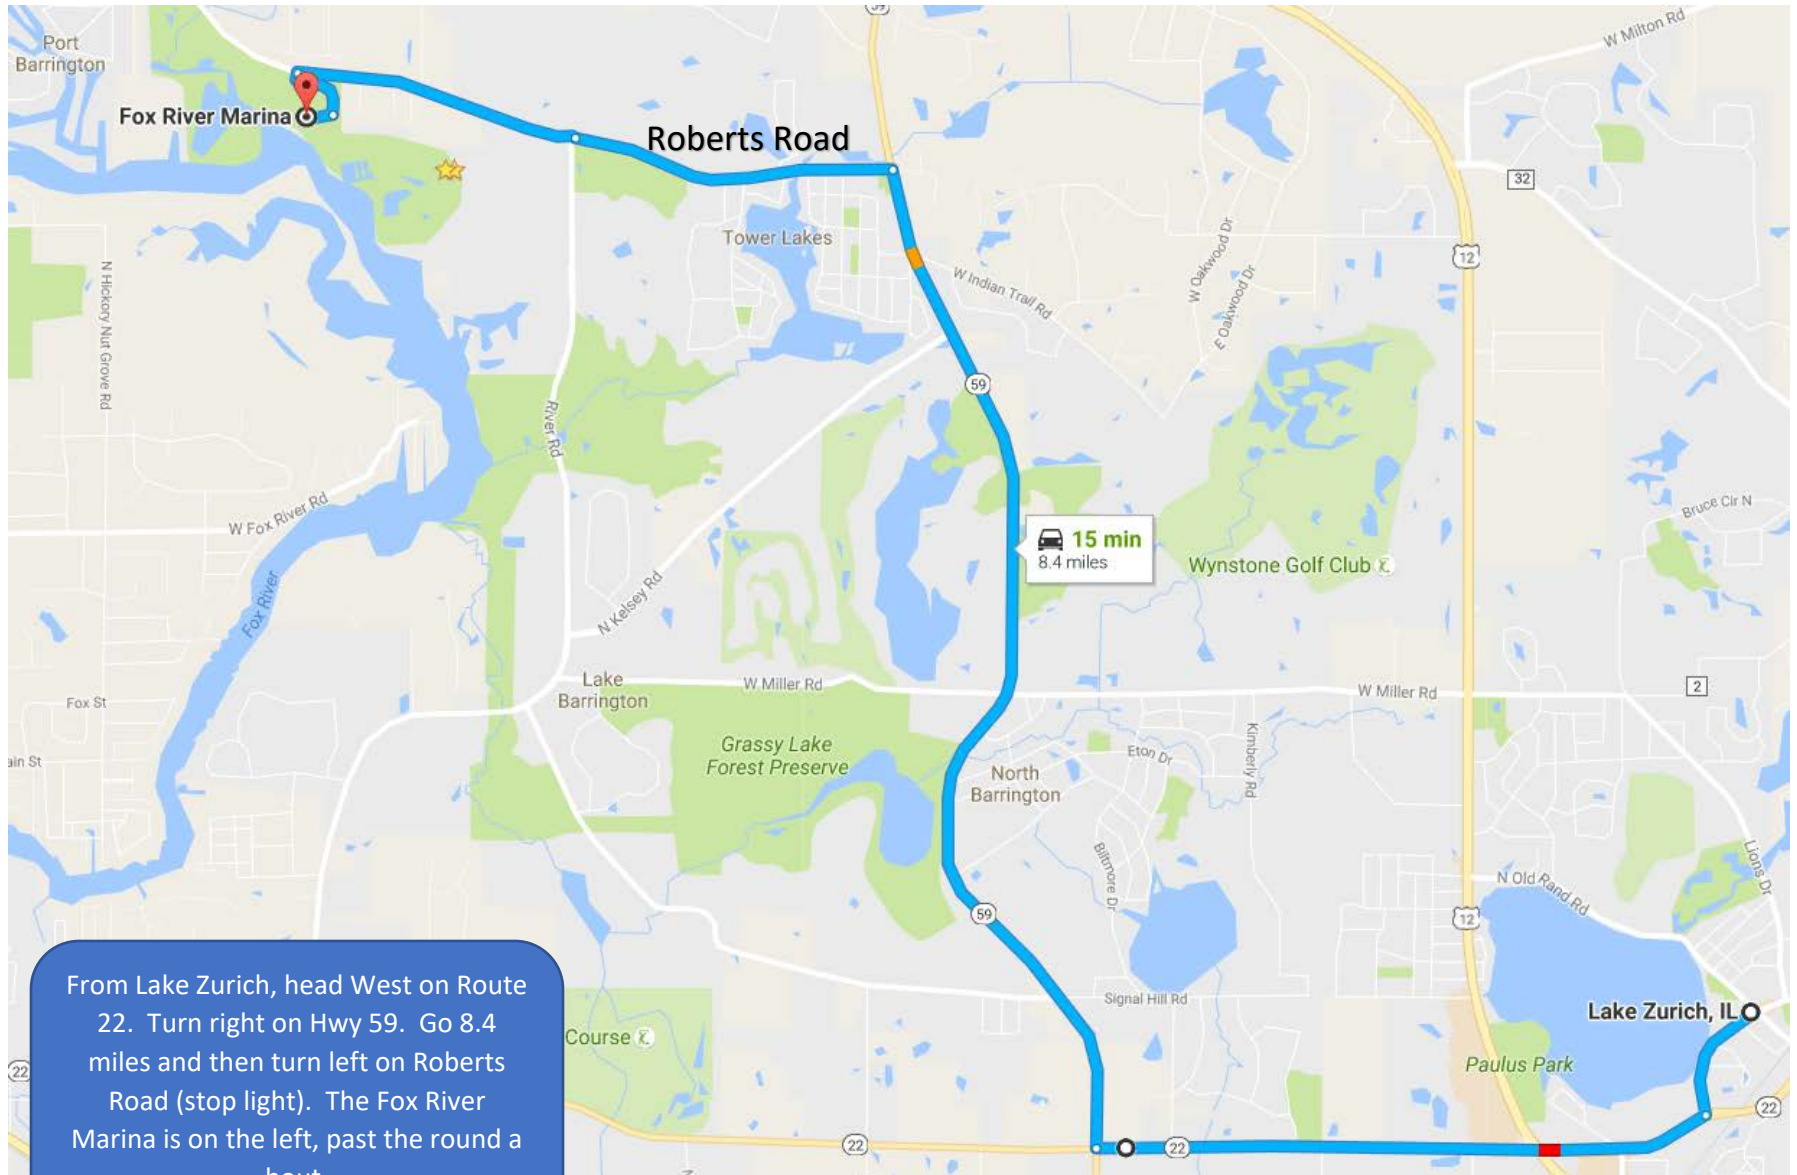 59
W Milton Rd
Port
Barrington
Fox River Marina
Roberts Road
32
Tower Lakes
12
W Indian Trail Rd
W Oakwood Dr
E Oakwood Dr
N Hickory Nut Grove Rd
59
River Rd
W Fox River Rd
Bruce Cir N
15 min
8.4 miles
Wynstone Golf Club
Fox River
N Kelsey Rd
Lake
Barrington
W Miller Rd
W Miller Rd
2
Fox St
Grassy Lake
Forest Preserve
Eton Dr
Kimberly Rd
ain St
North
Barrington
Biltmore Dr
Lions Dr
N Old Rand Rd
59
12
Signal Hill Rd
Lake Zurich, IL
Course
Paulus Park
22
22
22
22
From Lake Zurich, head West on Route
22. Turn right on Hwy 59. Go 8.4
miles and then turn left on Roberts
Road (stop light). The Fox River
Marina is on the left, past the round a
bout